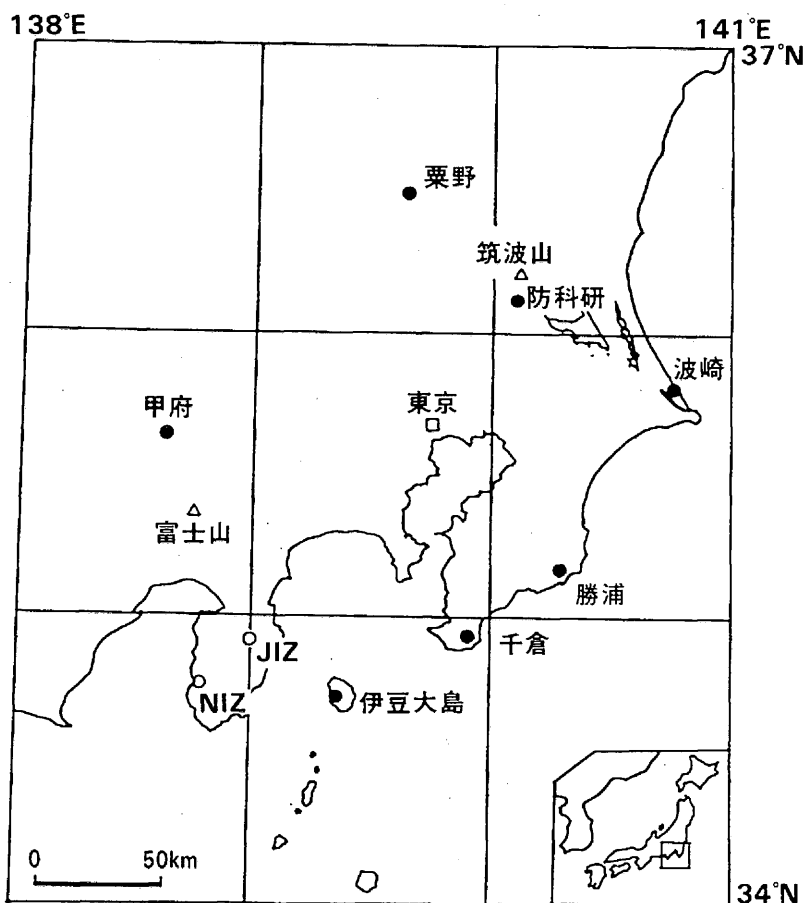 138°E
141°E
37°N
粟野
筑波山
防科研
波崎
甲府
東京
富士山
勝浦
JIZ
千倉
NIZ
伊豆大島
0 50km
34°N